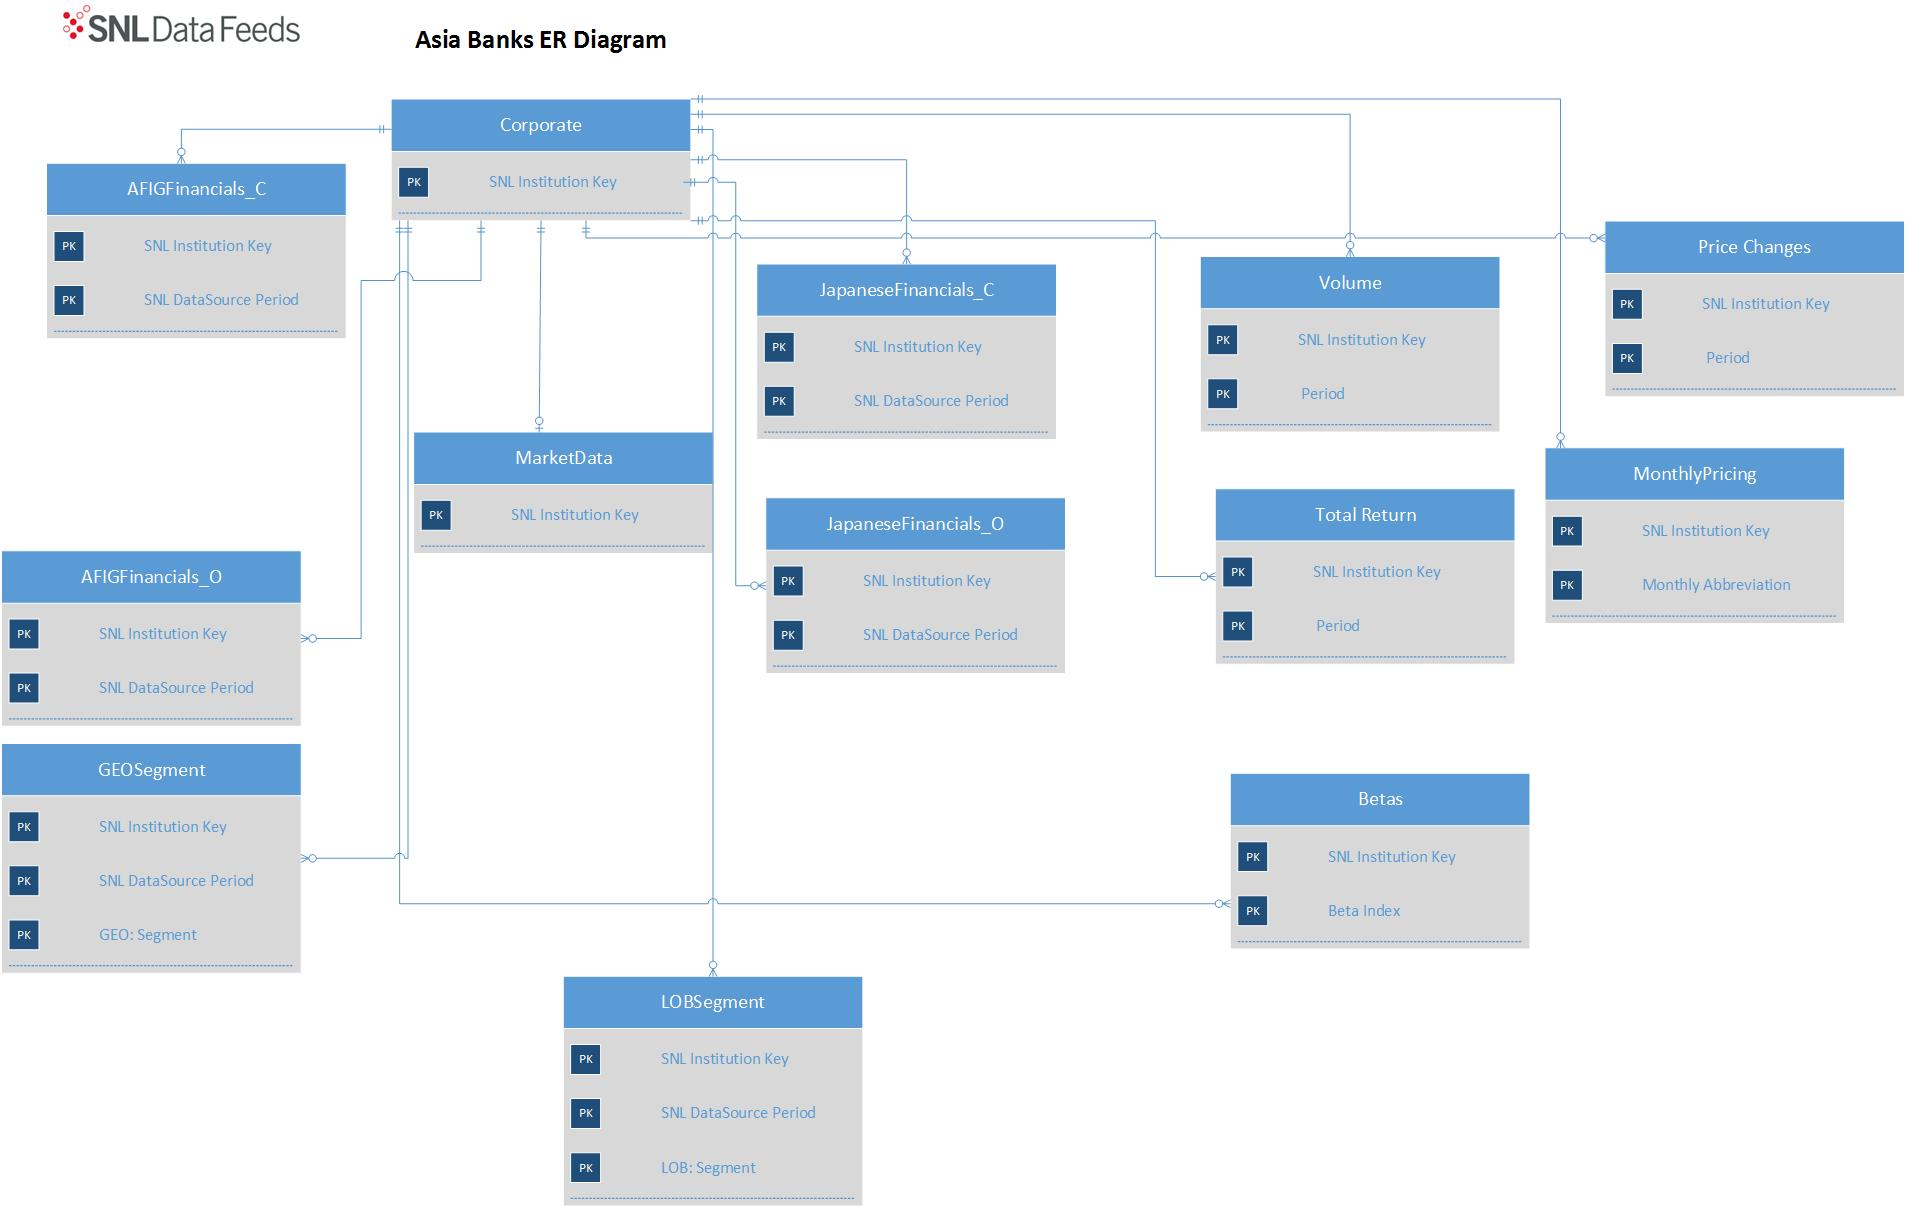 SNL Data Feeds
Asia Banks ER Diagram
Corporate
PK SNL Institution Key
AFIGFinancials_C
PK SNL Institution Key
PK SNL DataSource Period
Price Changes
PK SNL Institution Key
PK Period
Volume
PK SNL Institution Key
PK Period
JapaneseFinancials_C
PK SNL Institution Key
PK SNL DataSource Period
MarketData
PK SNL Institution Key
MonthlyPricing
PK SNL Institution Key
PK Monthly Abbreviation
Total Return
PK SNL Institution Key
PK Period
JapaneseFinancials_O
PK SNL Institution Key
PK SNL DataSource Period
AFIGFinancials_O
PK SNL Institution Key
PK SNL DataSource Period
GEOSegment
PK SNL Institution Key
PK SNL DataSource Period
PK GEO: Segment
Betas
PK SNL Institution Key
PK Beta Index
LOBSegment
PK SNL Institution Key
PK SNL DataSource Period
PK LOB: Segment